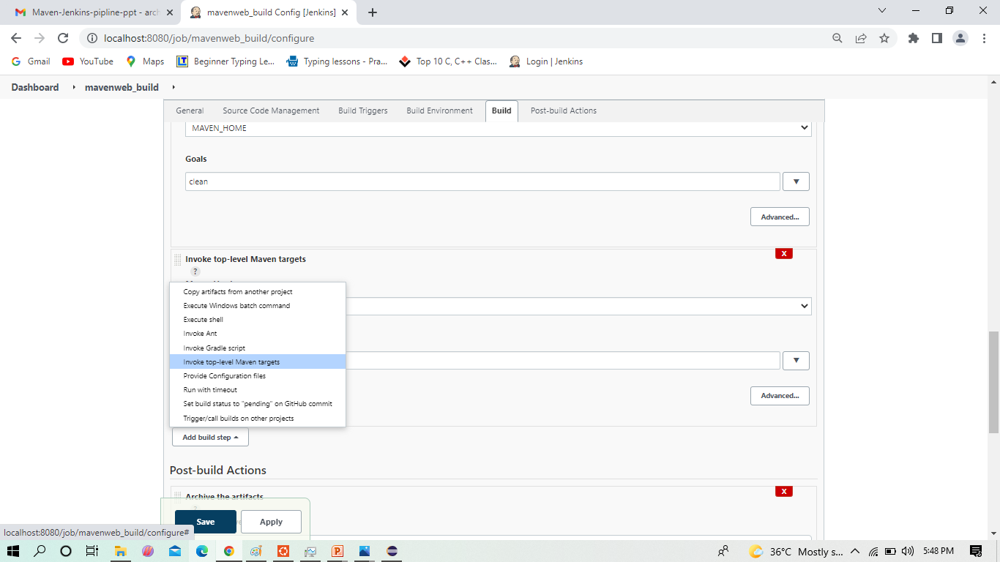 Maven-Jenkins-pipline-ppt - arch
mavenweb_build Config [Jenkins]
localhost:8080/job/mavenweb_build/configure
Gmail
YouTube
Maps
Beginner Typing Le...
Typing lessons - Pra...
Top 10 C, C++ Clas...
Login | Jenkins
Dashboard
mavenweb_build
General
Source Code Management
Build Triggers
Build Environment
Build
Post-build Actions
MAVEN_HOME
Goals
clean
Advanced...
Invoke top-level Maven targets
X
?
Copy artifacts from another project
Execute Windows batch command
Execute shell
Invoke Ant
Invoke Gradle script
Invoke top-level Maven targets
Provide Configuration files
Run with timeout
Set build status to "pending" on GitHub commit
Trigger/call builds on other projects
Advanced...
Add build step
Post-build Actions
Archive the artifacts
X
Save
Apply
localhost:8080/job/mavenweb_build/configure#
36°C Mostly s...
5:48 PM